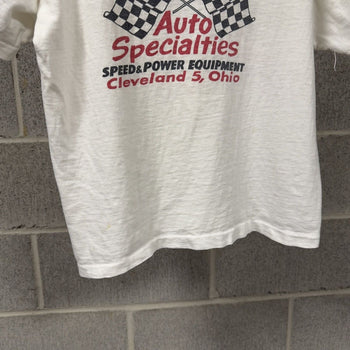 Auto
Specialties
SPEED & POWER EQUIPMENT
Cleveland 5, Ohio